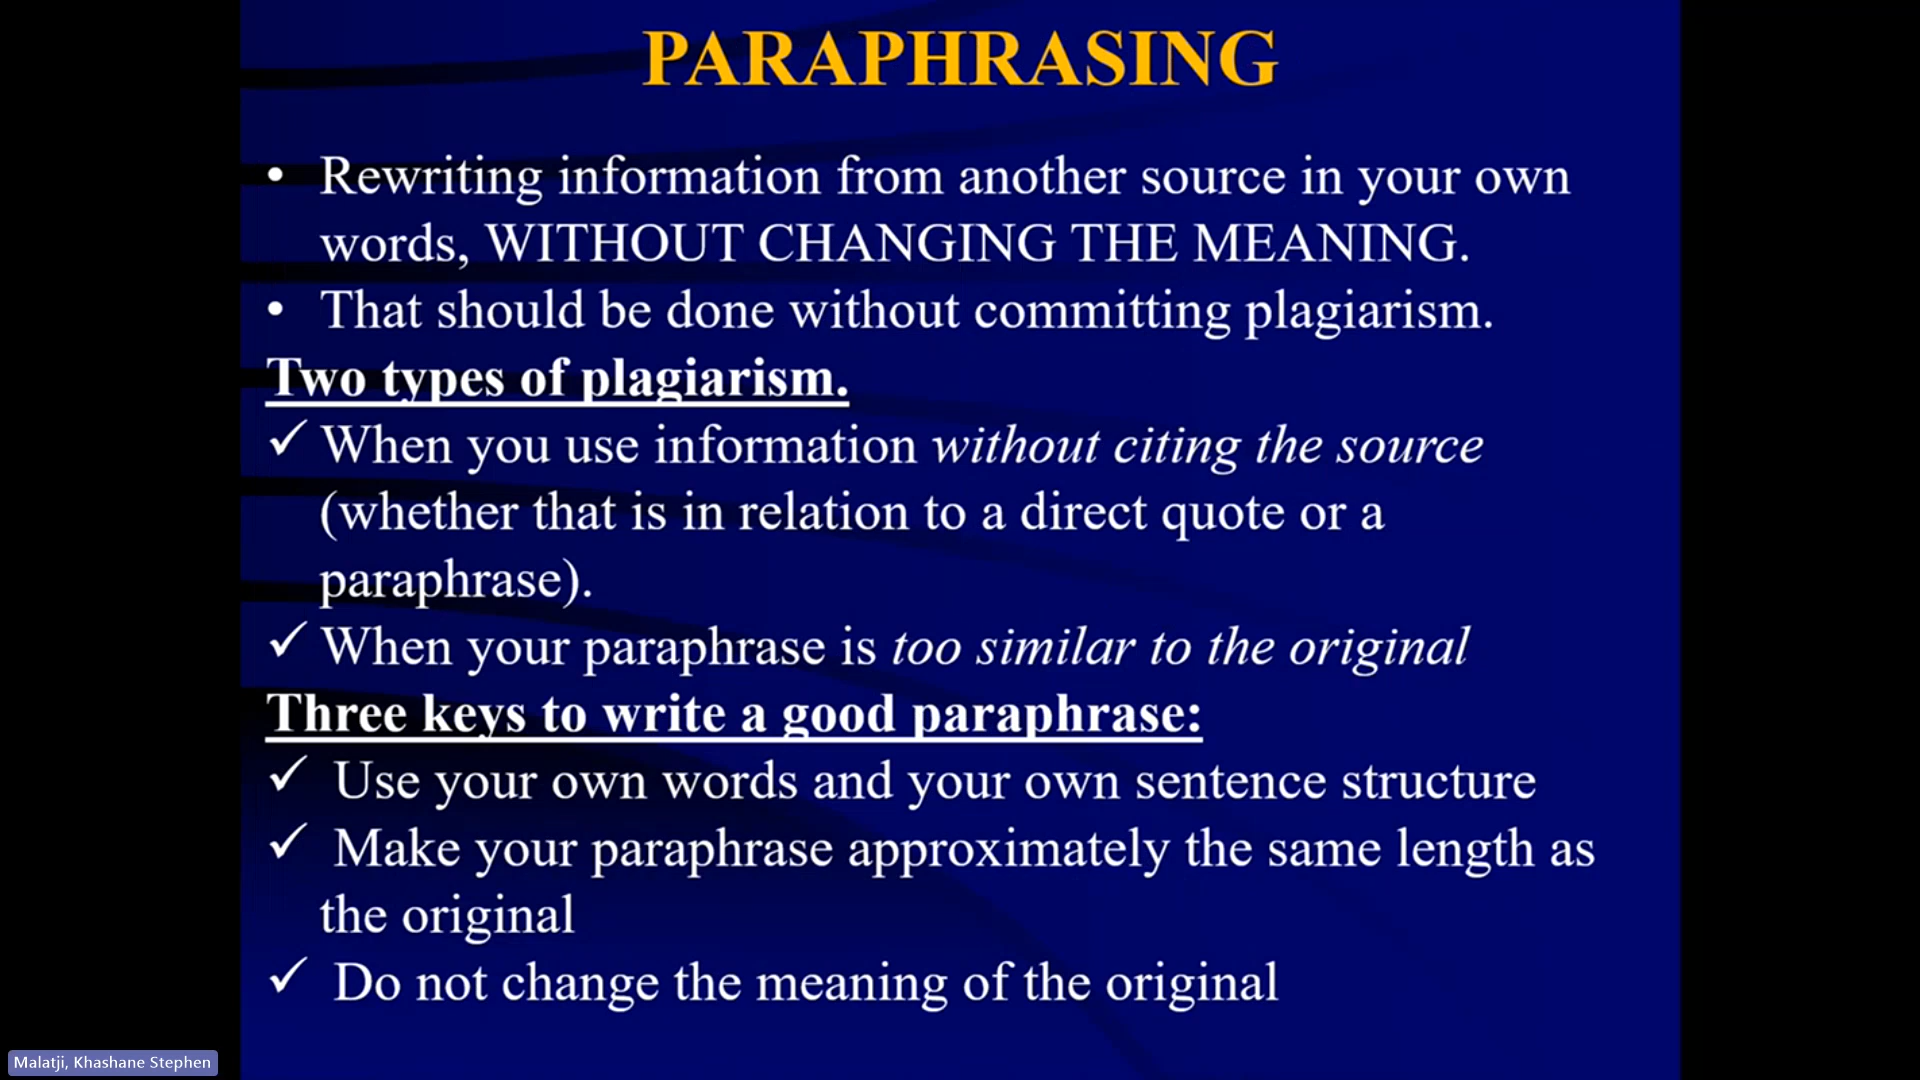 PARAPHRASING
• Rewriting information from another source in your own
words, WITHOUT CHANGING THE MEANING.
• That should be done without committing plagiarism.
Two types of plagiarism.
✓ When you use information without citing the source
(whether that is in relation to a direct quote or a
paraphrase).
✓ When your paraphrase is too similar to the original
Three keys to write a good paraphrase:
✓ Use your own words and your own sentence structure
✓ Make your paraphrase approximately the same length as
the original
✓ Do not change the meaning of the original
Malatji, Khashane Stephen